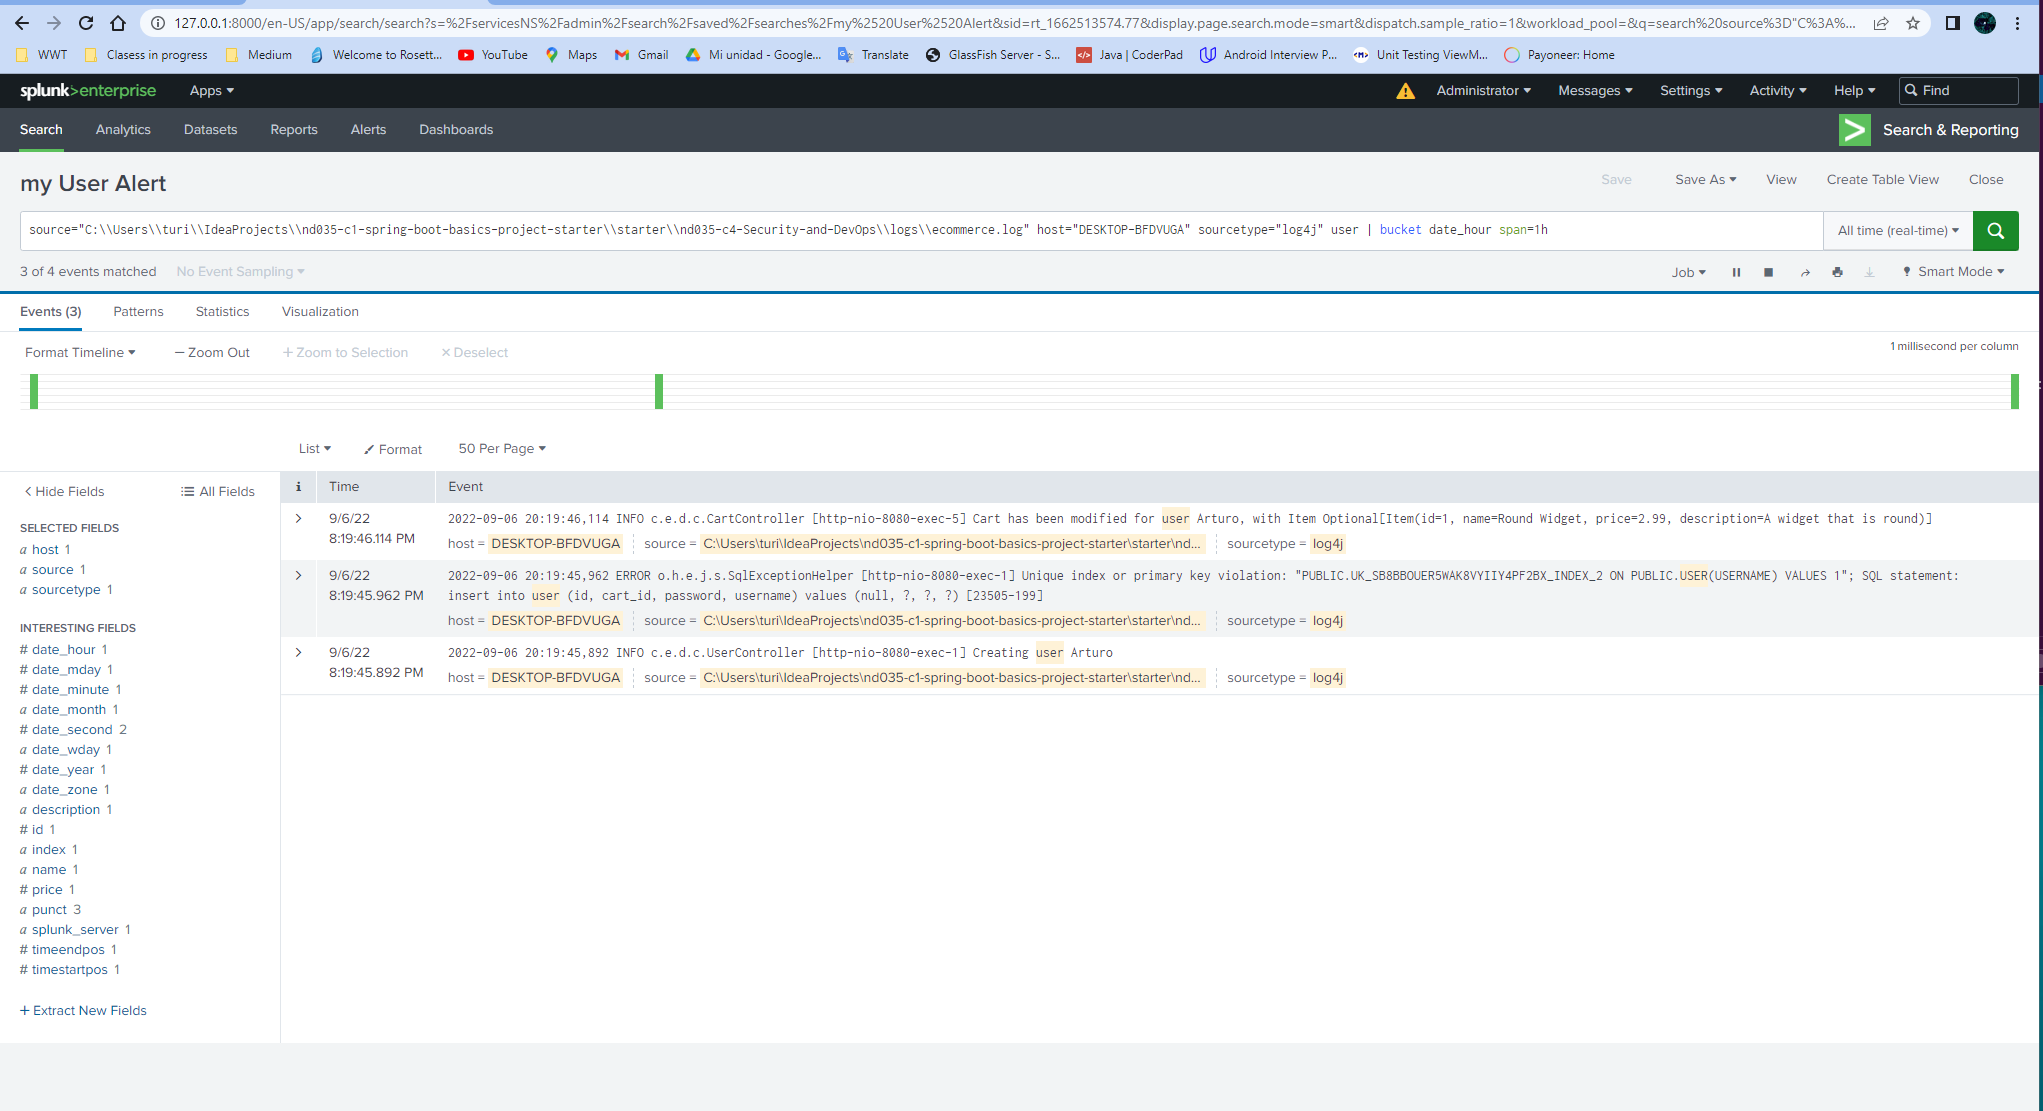 127.0.0.1:8000/en-US/app/search/search?s=%2FservicesNS%2Fadmin%2Fsearch%2Fsaved%2Fsearches%2Fmy%2520User%2520Alert&sid=rt_1662513574.77&display.page.search.mode=smart&dispatch.sample_ratio=1&workload_pool=&q=search%20source%3D"C%3A%...
WWT Clasess in progress Medium Welcome to Rosett... YouTube Maps Gmail Mi unidad - Google... Translate GlassFish Server - S... Java | CoderPad Android Interview P... Unit Testing ViewM... Payoneer: Home
splunk>enterprise Apps Administrator Messages Settings Activity Help Find
Search Analytics Datasets Reports Alerts Dashboards Search & Reporting
my User Alert Save Save As View Create Table View Close
source="C:\\Users\\turi\\IdeaProjects\\nd035-c1-spring-boot-basics-project-starter\\starter\\nd035-c4-Security-and-DevOps\\logs\\ecommerce.log" host="DESKTOP-BFDVUGA" sourcetype="log4j" user | bucket date_hour span=1h All time (real-time)
3 of 4 events matched No Event Sampling Job Smart Mode
Events (3) Patterns Statistics Visualization
Format Timeline — Zoom Out + Zoom to Selection × Deselect 1 millisecond per column
List Format 50 Per Page
< Hide Fields All Fields
SELECTED FIELDS
a host 1
a source 1
a sourcetype 1
INTERESTING FIELDS
# date_hour 1
# date_mday 1
# date_minute 1
a date_month 1
# date_second 2
a date_wday 1
# date_year 1
a date_zone 1
a description 1
# id 1
a index 1
a name 1
# price 1
a punct 3
a splunk_server 1
# timeendpos 1
# timestartpos 1
+ Extract New Fields
i Time Event
> 9/6/22 2022-09-06 20:19:46,114 INFO c.e.d.c.CartController [http-nio-8080-exec-5] Cart has been modified for user Arturo, with Item Optional[Item(id=1, name=Round Widget, price=2.99, description=A widget that is round)]
8:19:46.114 PM host = DESKTOP-BFDVUGA source = C:\Users\turi\IdeaProjects\nd035-c1-spring-boot-basics-project-starter\starter\nd... sourcetype = log4j
> 9/6/22 2022-09-06 20:19:45,962 ERROR o.h.e.j.s.SqlExceptionHelper [http-nio-8080-exec-1] Unique index or primary key violation: "PUBLIC.UK_SB8BBOUER5WAK8VYIIY4PF2BX_INDEX_2 ON PUBLIC.USER(USERNAME) VALUES 1"; SQL statement:
8:19:45.962 PM insert into user (id, cart_id, password, username) values (null, ?, ?, ?) [23505-199]
host = DESKTOP-BFDVUGA source = C:\Users\turi\IdeaProjects\nd035-c1-spring-boot-basics-project-starter\starter\nd... sourcetype = log4j
> 9/6/22 2022-09-06 20:19:45,892 INFO c.e.d.c.UserController [http-nio-8080-exec-1] Creating user Arturo
8:19:45.892 PM host = DESKTOP-BFDVUGA source = C:\Users\turi\IdeaProjects\nd035-c1-spring-boot-basics-project-starter\starter\nd... sourcetype = log4j